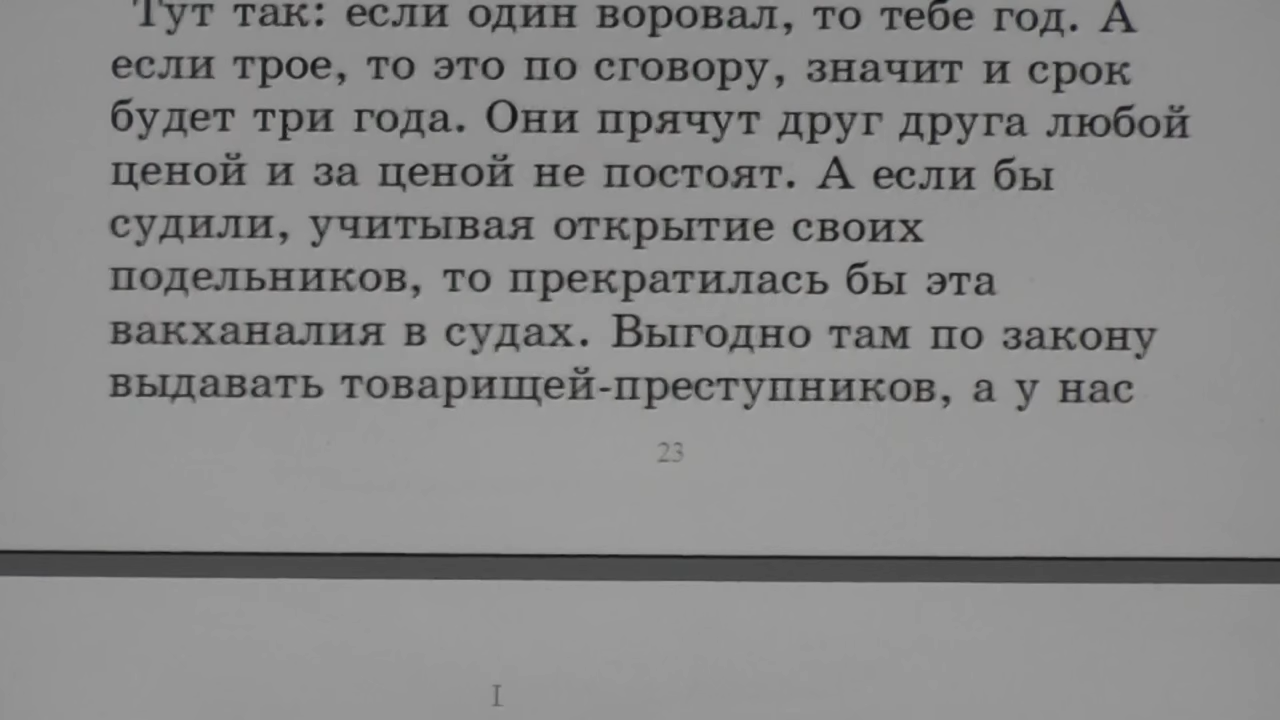 Тут так: если один воровал, то тебе год. А
если трое, то это по сговору, значит и срок
будет три года. Они прячут друг друга любой
ценой и за ценой не постоят. А если бы
судили, учитывая открытие своих
подельников, то прекратилась бы эта
вакханалия в судах. Выгодно там по закону
выдавать товарищей-преступников, а у нас
23
I